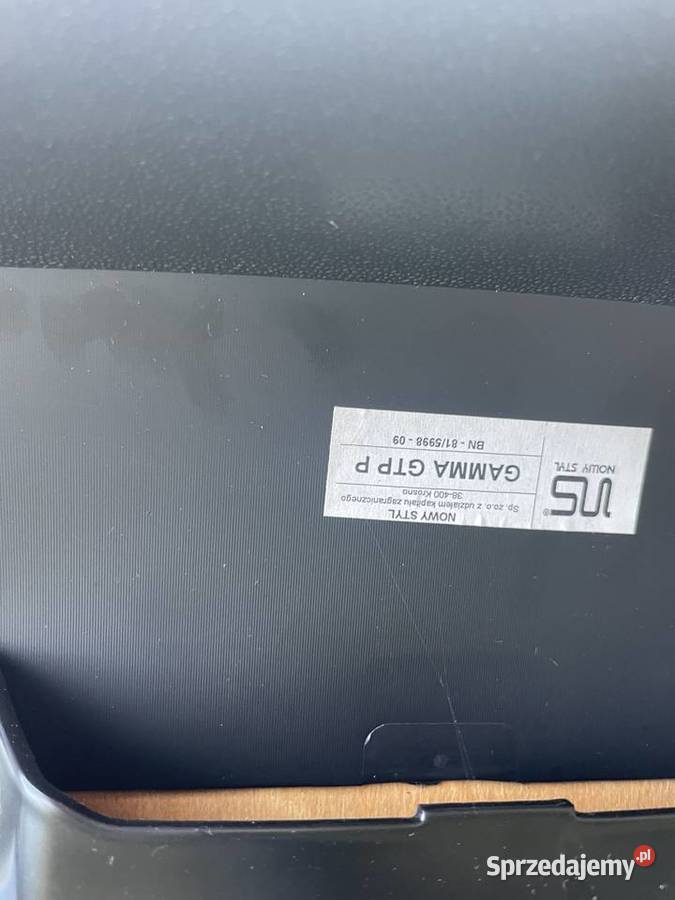 NOWY STYL
Sp. zo.o. z udziałem kapitału zagranicznego
38-400 Krosno
GAMMA GTP P
BN - 81/5998 - 09
NS®
NOWY STYL
Sprzedajemy.pl